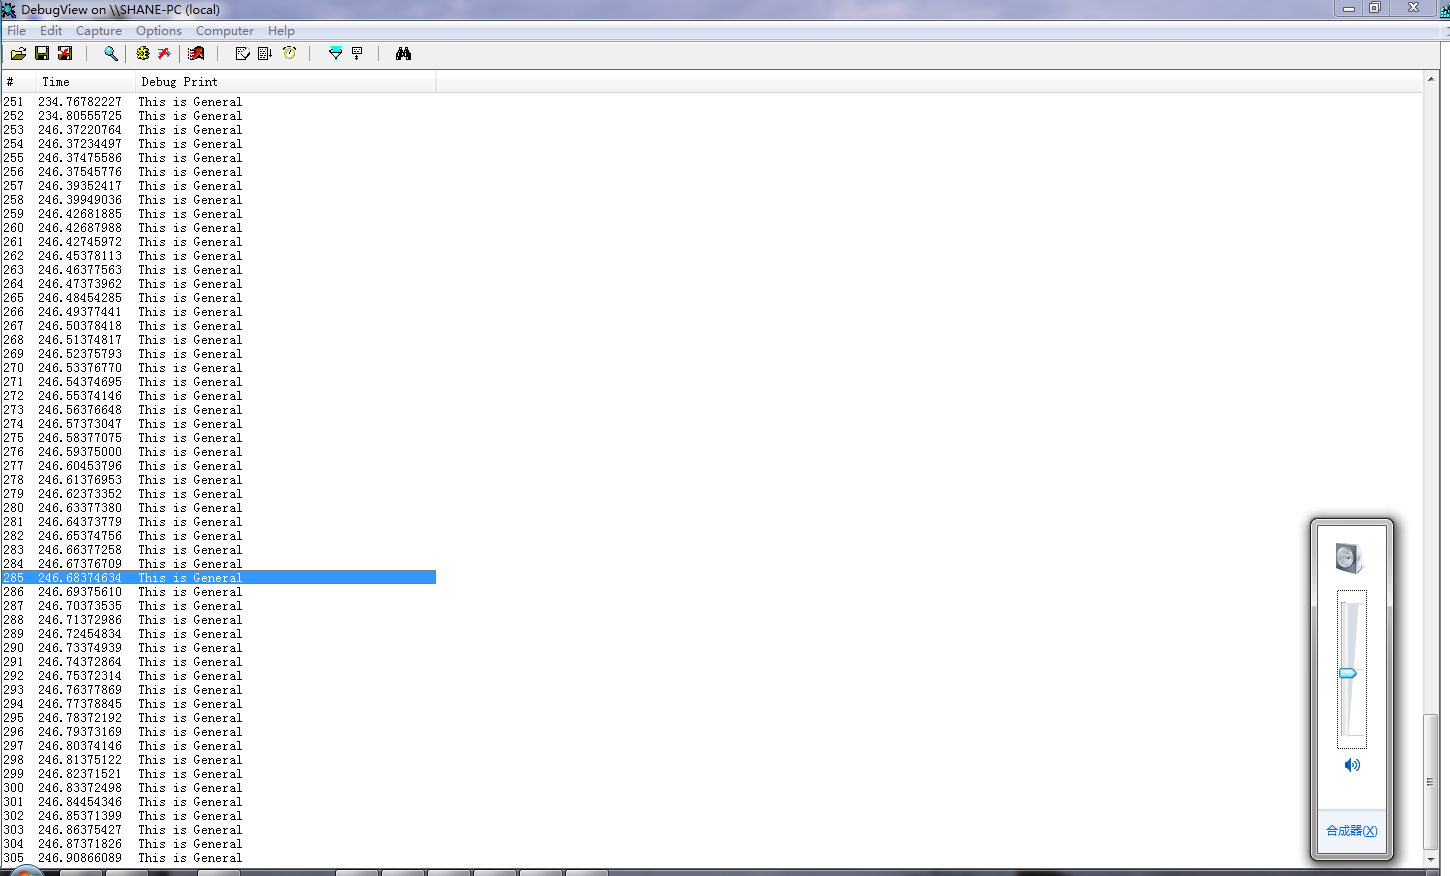 DebugView on \\SHANE-PC (local)
File Edit Capture Options Computer Help
# Time Debug Print
251 234.76782227 This is General
252 234.80555725 This is General
253 246.37220764 This is General
254 246.37234497 This is General
255 246.37475586 This is General
256 246.37545776 This is General
257 246.39352417 This is General
258 246.39949036 This is General
259 246.42681885 This is General
260 246.42687988 This is General
261 246.42745972 This is General
262 246.45378113 This is General
263 246.46377563 This is General
264 246.47373962 This is General
265 246.48454285 This is General
266 246.49377441 This is General
267 246.50378418 This is General
268 246.51374817 This is General
269 246.52375793 This is General
270 246.53376770 This is General
271 246.54374695 This is General
272 246.55374146 This is General
273 246.56376648 This is General
274 246.57373047 This is General
275 246.58377075 This is General
276 246.59375000 This is General
277 246.60453796 This is General
278 246.61376953 This is General
279 246.62373352 This is General
280 246.63377380 This is General
281 246.64373779 This is General
282 246.65374756 This is General
283 246.66377258 This is General
284 246.67376709 This is General
285 246.68374634 This is General
286 246.69375610 This is General
287 246.70373535 This is General
288 246.71372986 This is General
289 246.72454834 This is General
290 246.73374939 This is General
291 246.74372864 This is General
292 246.75372314 This is General
293 246.76377869 This is General
294 246.77378845 This is General
295 246.78372192 This is General
296 246.79373169 This is General
297 246.80374146 This is General
298 246.81375122 This is General
299 246.82371521 This is General
300 246.83372498 This is General
301 246.84454346 This is General
302 246.85371399 This is General
303 246.86375427 This is General
304 246.87371826 This is General
305 246.90866089 This is General
合成器(X)